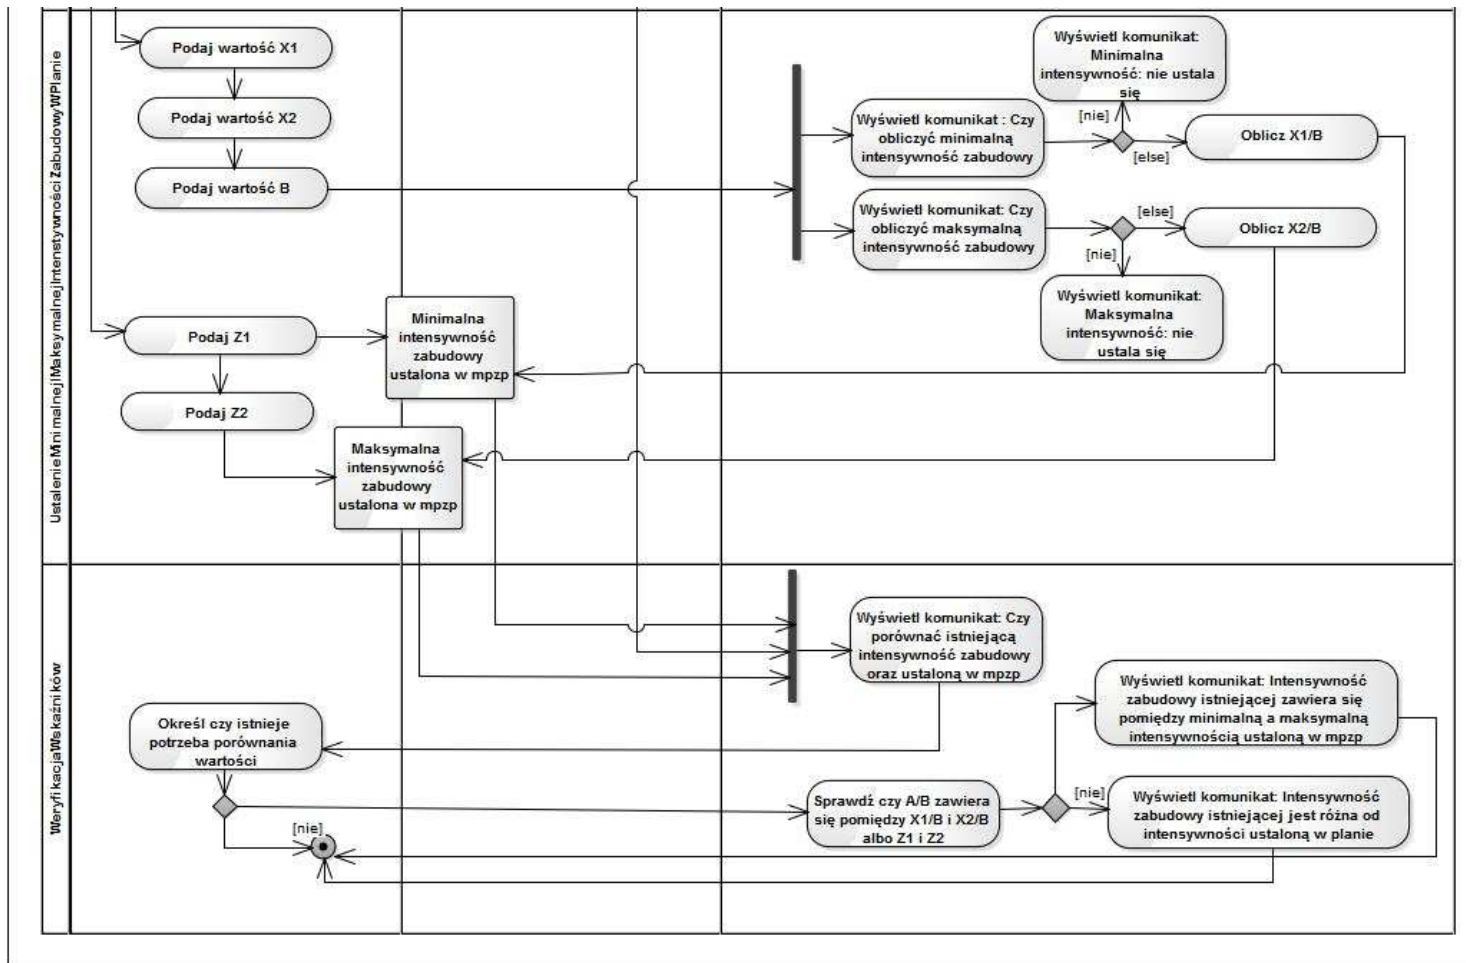 UstalenieMinimalnejIMaksymalnejIntenstywnościZabudowyWPlanie
Podaj wartość X1
Podaj wartość X2
Podaj wartość B
Wyświetl komunikat:
Minimalna
intensywność: nie ustala
się
Wyświetl komunikat : Czy
obliczyć minimalną
intensywność zabudowy
[nie]
[else]
Oblicz X1/B
Wyświetl komunikat: Czy
obliczyć maksymalną
intensywność zabudowy
[else]
[nie]
Oblicz X2/B
Wyświetl komunikat:
Maksymalna
intensywność: nie
ustala się
Podaj Z1
Podaj Z2
Minimalna
intensywność
zabudowy
ustalona w mpzp
Maksymalna
intensywność
zabudowy
ustalona w mpzp
WeryfikacjaWskaźników
Wyświetl komunikat: Czy
porównać istniejącą
intensywność zabudowy
oraz ustaloną w mpzp
Określ czy istnieje
potrzeba porównania
wartości
[nie]
Sprawdź czy A/B zawiera
się pomiędzy X1/B i X2/B
albo Z1 i Z2
Wyświetl komunikat: Intensywność
zabudowy istniejącej zawiera się
pomiędzy minimalną a maksymalną
intensywnością ustaloną w mpzp
[nie]
Wyświetl komunikat: Intensywność
zabudowy istniejącej jest różna od
intensywności ustaloną w planie